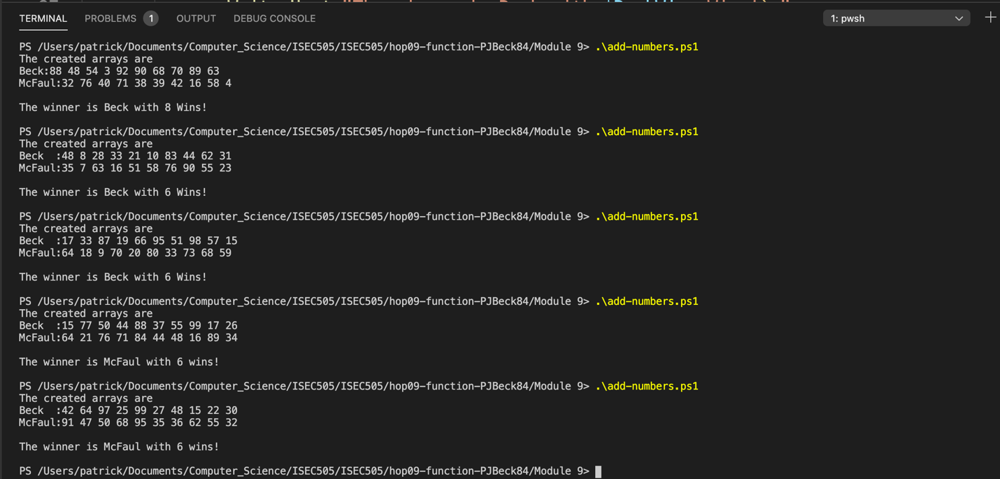 TERMINAL PROBLEMS 1 OUTPUT DEBUG CONSOLE 1: pwsh
PS /Users/patrick/Documents/Computer_Science/ISEC505/ISEC505/hop09-function-PJBeck84/Module 9> .\add-numbers.ps1
The created arrays are
Beck:88 48 54 3 92 90 68 70 89 63
McFaul:32 76 40 71 38 39 42 16 58 4
The winner is Beck with 8 Wins!
PS /Users/patrick/Documents/Computer_Science/ISEC505/ISEC505/hop09-function-PJBeck84/Module 9> .\add-numbers.ps1
The created arrays are
Beck  :48 8 28 33 21 10 83 44 62 31
McFaul:35 7 63 16 51 58 76 90 55 23
The winner is Beck with 6 Wins!
PS /Users/patrick/Documents/Computer_Science/ISEC505/ISEC505/hop09-function-PJBeck84/Module 9> .\add-numbers.ps1
The created arrays are
Beck  :17 33 87 19 66 95 51 98 57 15
McFaul:64 18 9 70 20 80 33 73 68 59
The winner is Beck with 6 Wins!
PS /Users/patrick/Documents/Computer_Science/ISEC505/ISEC505/hop09-function-PJBeck84/Module 9> .\add-numbers.ps1
The created arrays are
Beck  :15 77 50 44 88 37 55 99 17 26
McFaul:64 21 76 71 84 44 48 16 89 34
The winner is McFaul with 6 wins!
PS /Users/patrick/Documents/Computer_Science/ISEC505/ISEC505/hop09-function-PJBeck84/Module 9> .\add-numbers.ps1
The created arrays are
Beck  :42 64 97 25 99 27 48 15 22 30
McFaul:91 47 50 68 95 35 36 62 55 32
The winner is McFaul with 6 wins!
PS /Users/patrick/Documents/Computer_Science/ISEC505/ISEC505/hop09-function-PJBeck84/Module 9>